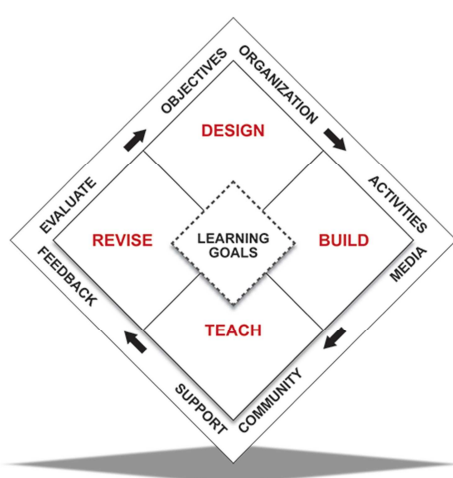 OBJECTIVES
ORGANIZATION
DESIGN
EVALUATE
ACTIVITIES
REVISE
LEARNING
GOALS
BUILD
FEEDBACK
MEDIA
TEACH
SUPPORT
COMMUNITY